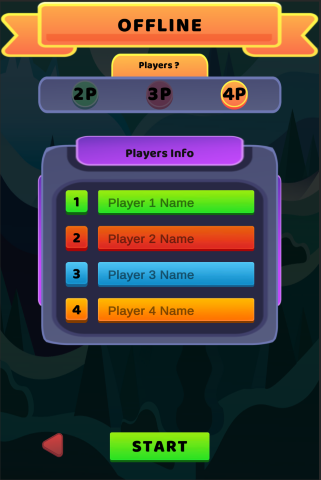 OFFLINE
Players ?
2P 3P 4P
Players Info
1 Player 1 Name
2 Player 2 Name
3 Player 3 Name
4 Player 4 Name
START